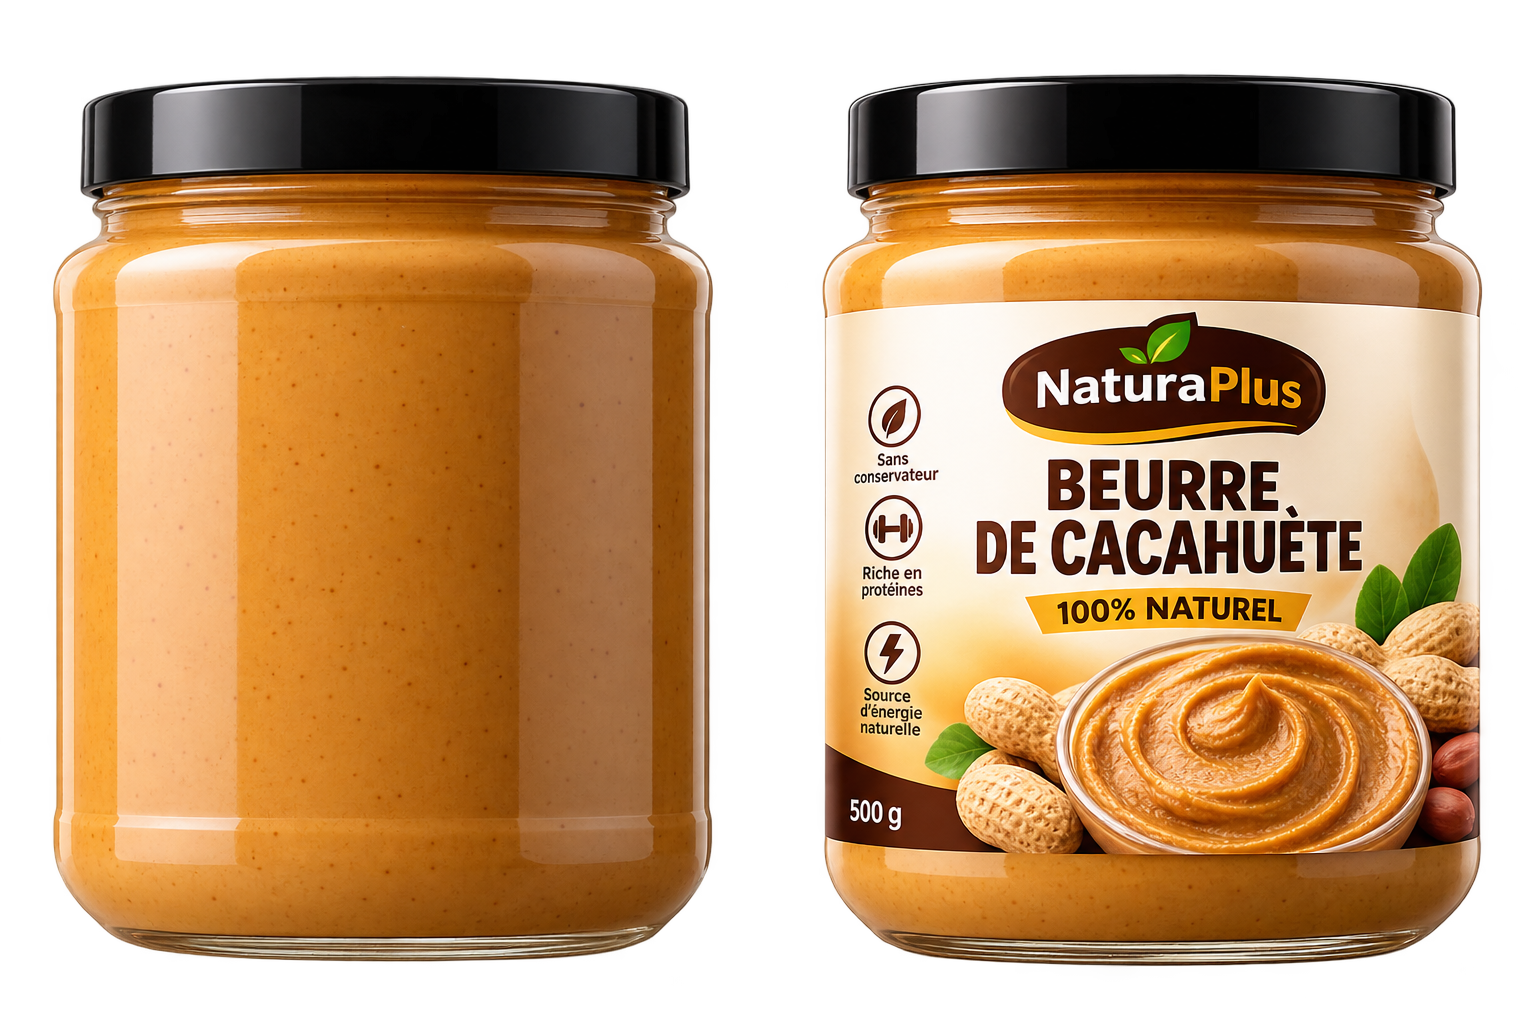 NaturaPlus
BEURRE
DE CACAHUÈTE
100% NATUREL
Sans
conservateur
Riche en
protéines
Source
d'énergie
naturelle
500 g